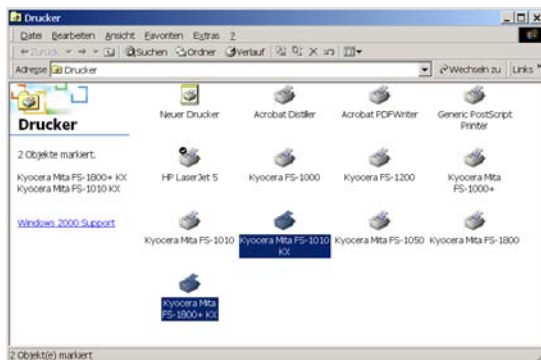 Drucker
Datei Bearbeiten Ansicht Favoriten Extras ?
Zurück Suchen Ordner Verlauf
Adresse Drucker Wechseln zu Links »
Drucker
2 Objekte markiert.
Kyocera Mita FS-1800+ KX
Kyocera Mita FS-1010 KX
Windows 2000 Support
Neuer Drucker
Acrobat Distiller
Acrobat PDFWriter
Generic PostScript
Printer
HP LaserJet 5
Kyocera FS-1000
Kyocera FS-1200
Kyocera Mita
FS-1000+
Kyocera Mita FS-1010
Kyocera Mita FS-1010
KX
Kyocera Mita FS-1050
Kyocera Mita FS-1800
Kyocera Mita
FS-1800+ KX
2 Objekt(e) markiert